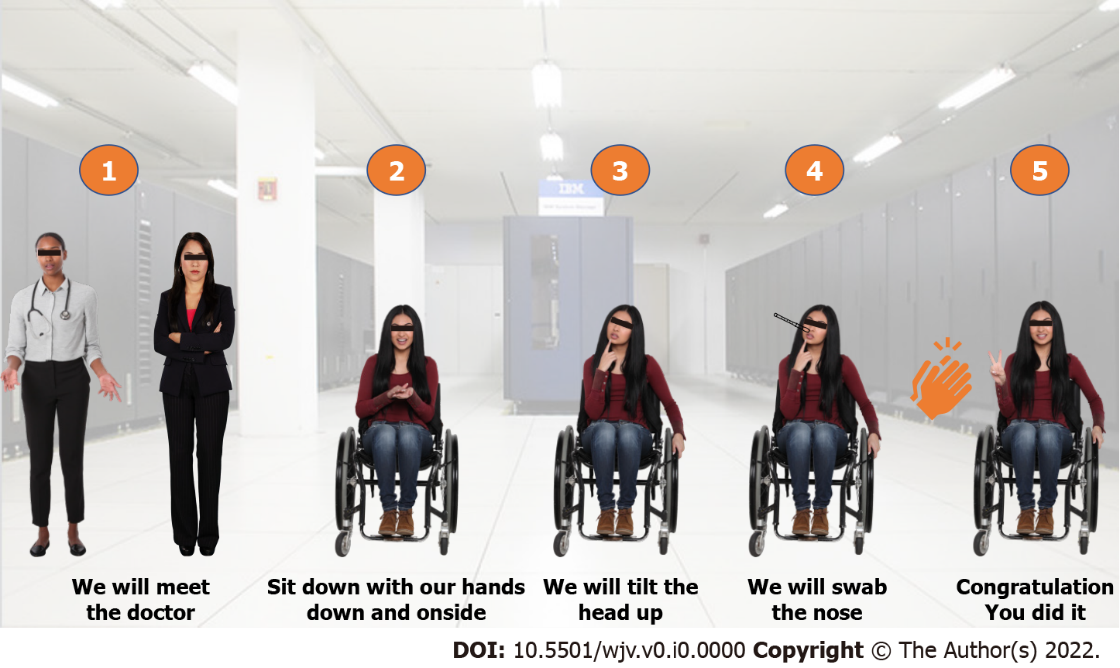 1
2
3
4
5
IBM
We will meet
the doctor
Sit down with our hands
down and onside
We will tilt the
head up
We will swab
the nose
Congratulation
You did it
DOI: 10.5501/wjv.v0.i0.0000 Copyright © The Author(s) 2022.